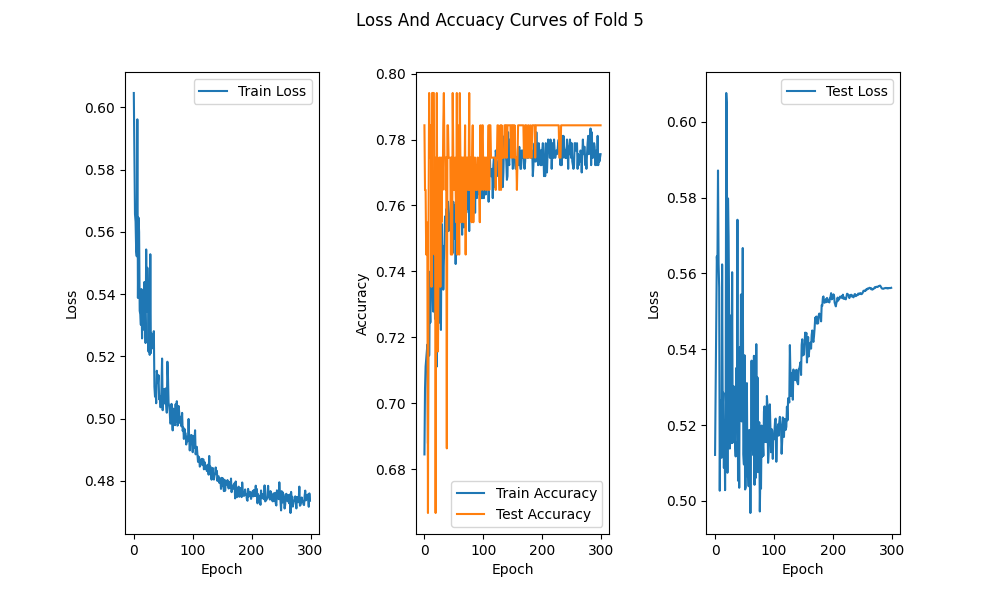 Loss And Accuacy Curves of Fold 5
Train Loss
0.60
0.58
0.56
0.54
0.52
0.50
0.48
Loss
0
100
200
300
Epoch
0.80
0.78
0.76
0.74
0.72
0.70
0.68
Accuracy
Train Accuracy
Test Accuracy
0
100
200
300
Epoch
Test Loss
0.60
0.58
0.56
0.54
0.52
0.50
Loss
0
100
200
300
Epoch